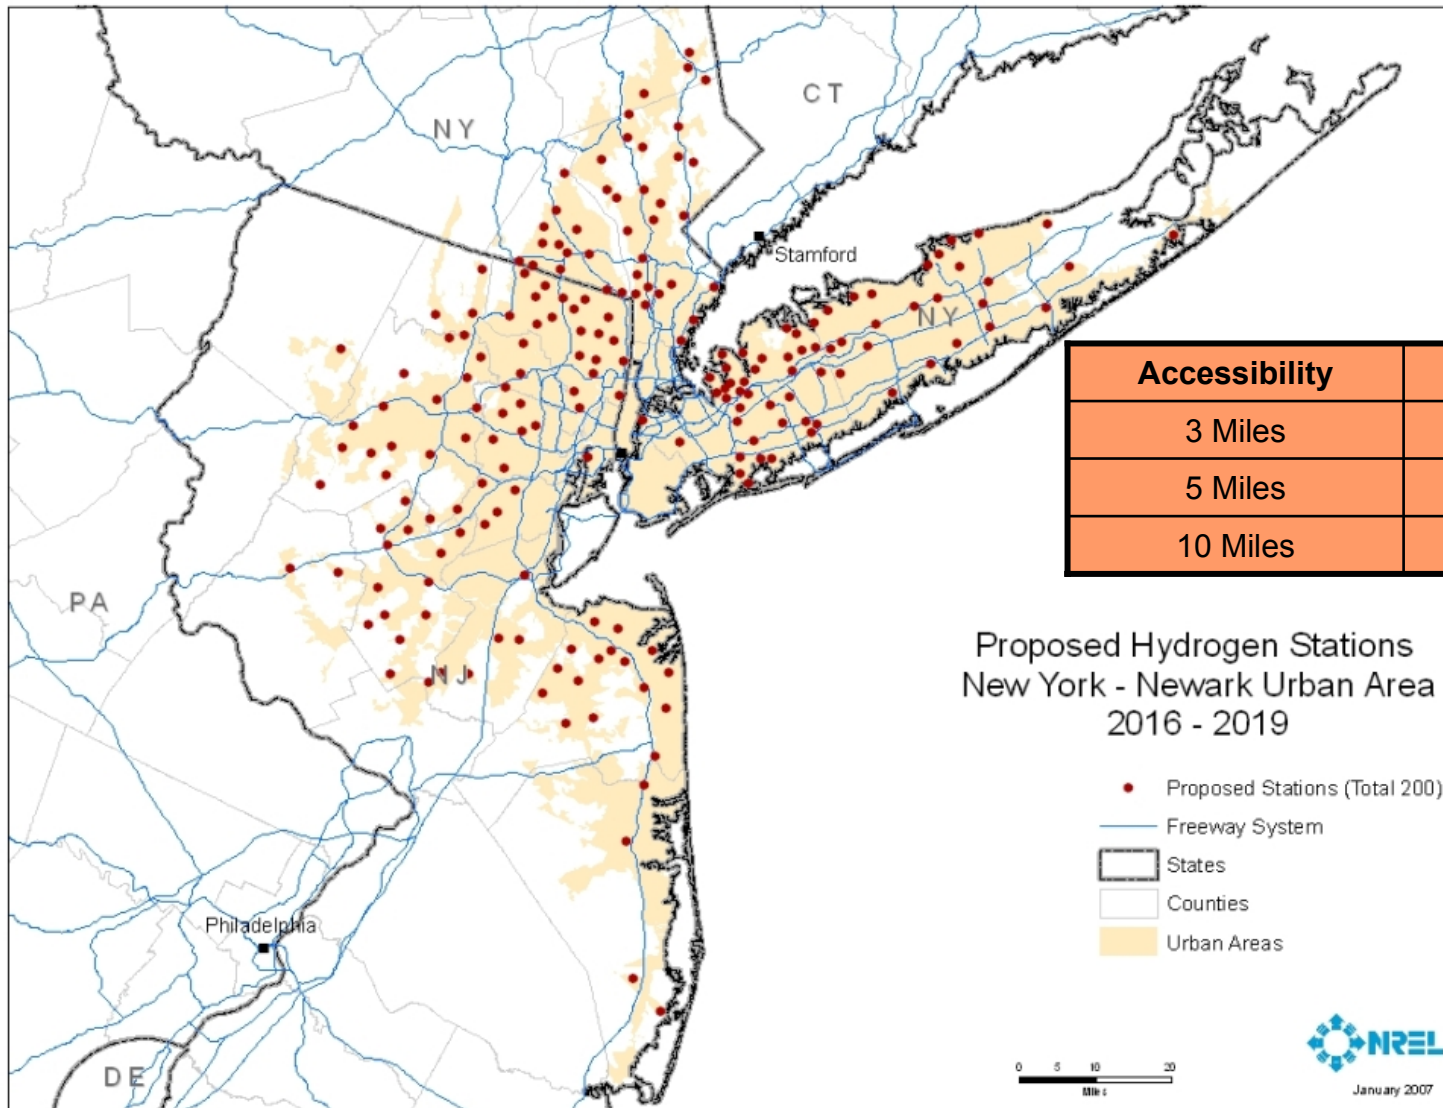 NY
CT
Stamford
NY
Accessibility
3 Miles
5 Miles
10 Miles
PA
NJ
Proposed Hydrogen Stations
New York - Newark Urban Area
2016 - 2019
Proposed Stations (Total 200)
Freeway System
States
Counties
Urban Areas
Philadelphia
DE
0 5 10 20
Miles
NREL
January 2007